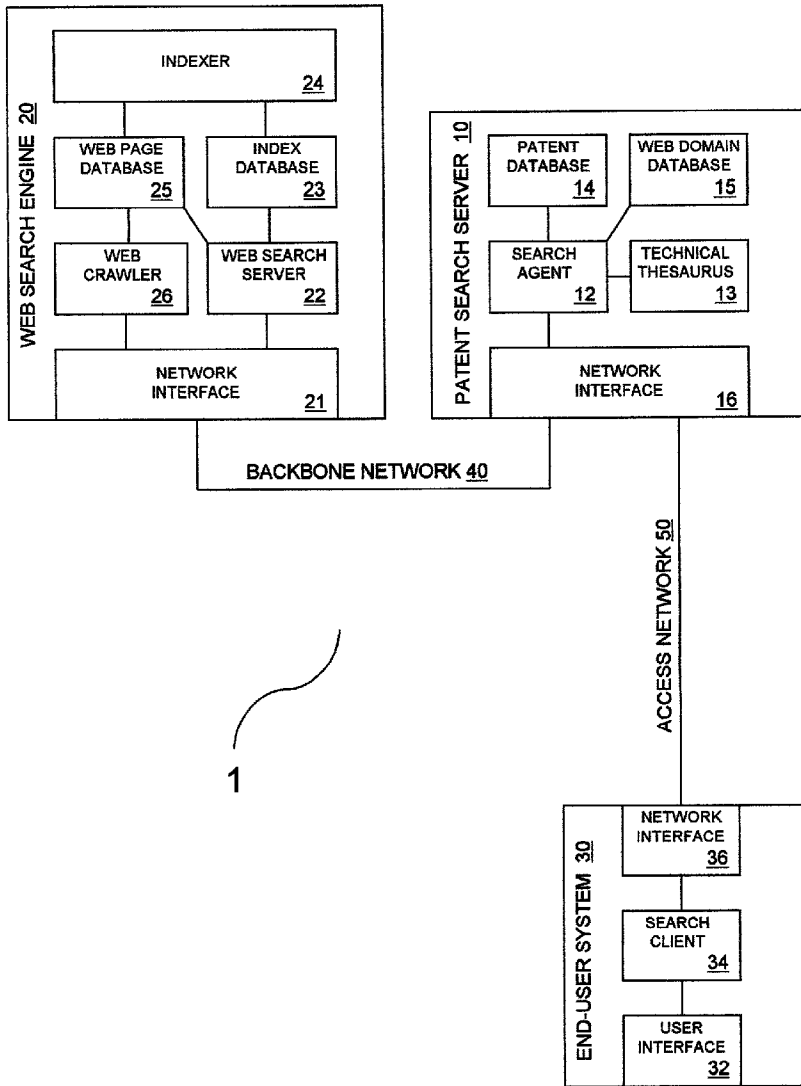 WEB SEARCH ENGINE 20
INDEXER
24
WEB PAGE
DATABASE
25
INDEX
DATABASE
23
WEB
CRAWLER
26
WEB SEARCH
SERVER
22
NETWORK
INTERFACE
21
PATENT SEARCH SERVER 10
PATENT
DATABASE
14
WEB DOMAIN
DATABASE
15
SEARCH
AGENT
12
TECHNICAL
THESAURUS
13
NETWORK
INTERFACE
16
BACKBONE NETWORK 40
ACCESS NETWORK 50
1
END-USER SYSTEM 30
NETWORK
INTERFACE
36
SEARCH
CLIENT
34
USER
INTERFACE
32